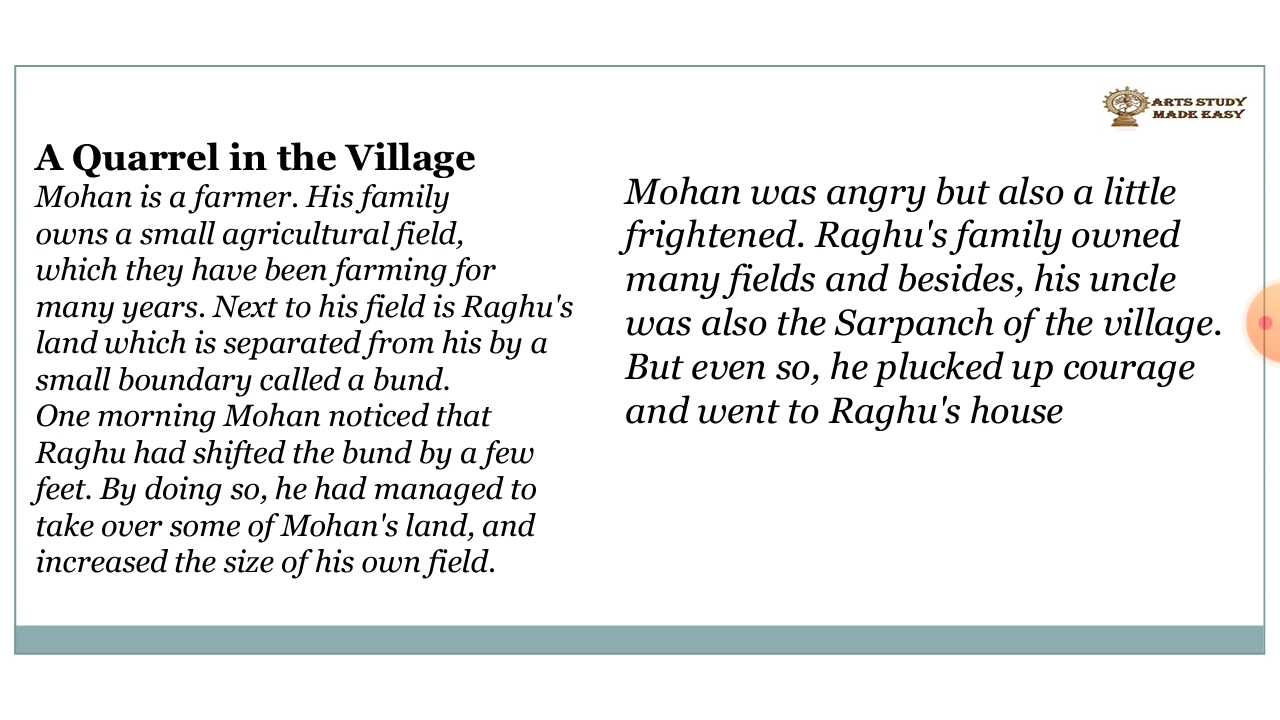 ARTS STUDY
MADE EASY
A Quarrel in the Village
Mohan is a farmer. His family
owns a small agricultural field,
which they have been farming for
many years. Next to his field is Raghu's
land which is separated from his by a
small boundary called a bund.
One morning Mohan noticed that
Raghu had shifted the bund by a few
feet. By doing so, he had managed to
take over some of Mohan's land, and
increased the size of his own field.
Mohan was angry but also a little
frightened. Raghu's family owned
many fields and besides, his uncle
was also the Sarpanch of the village.
But even so, he plucked up courage
and went to Raghu's house